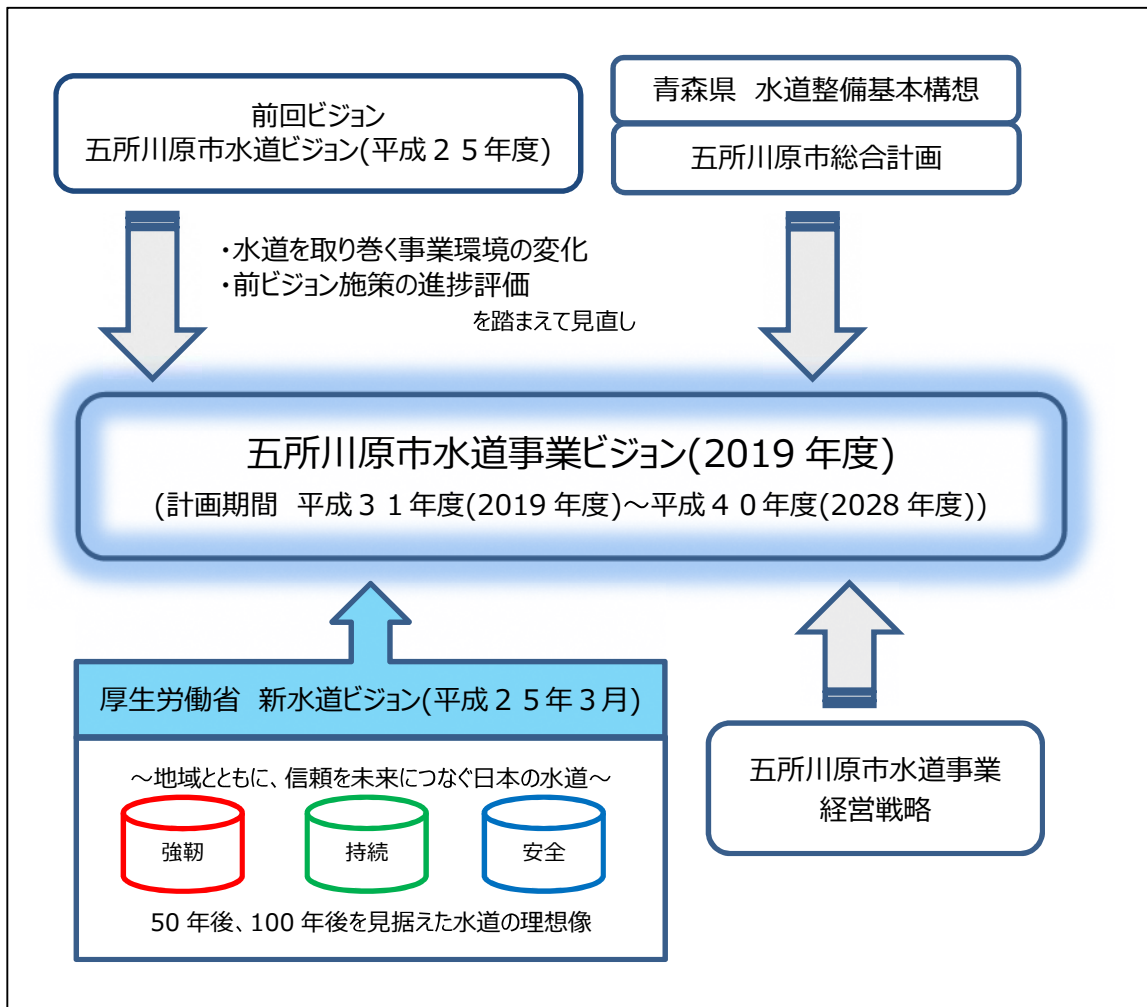 前回ビジョン
五所川原市水道ビジョン(平成２５年度)
青森県　水道整備基本構想
五所川原市総合計画
・水道を取り巻く事業環境の変化
・前ビジョン施策の進捗評価
を踏まえて見直し
五所川原市水道事業ビジョン(2019 年度)
(計画期間　平成３１年度(2019 年度)～平成４０年度(2028 年度))
厚生労働省　新水道ビジョン(平成２５年３月)
～地域とともに、信頼を未来につなぐ日本の水道～
強靭
持続
安全
50 年後、100 年後を見据えた水道の理想像
五所川原市水道事業
経営戦略